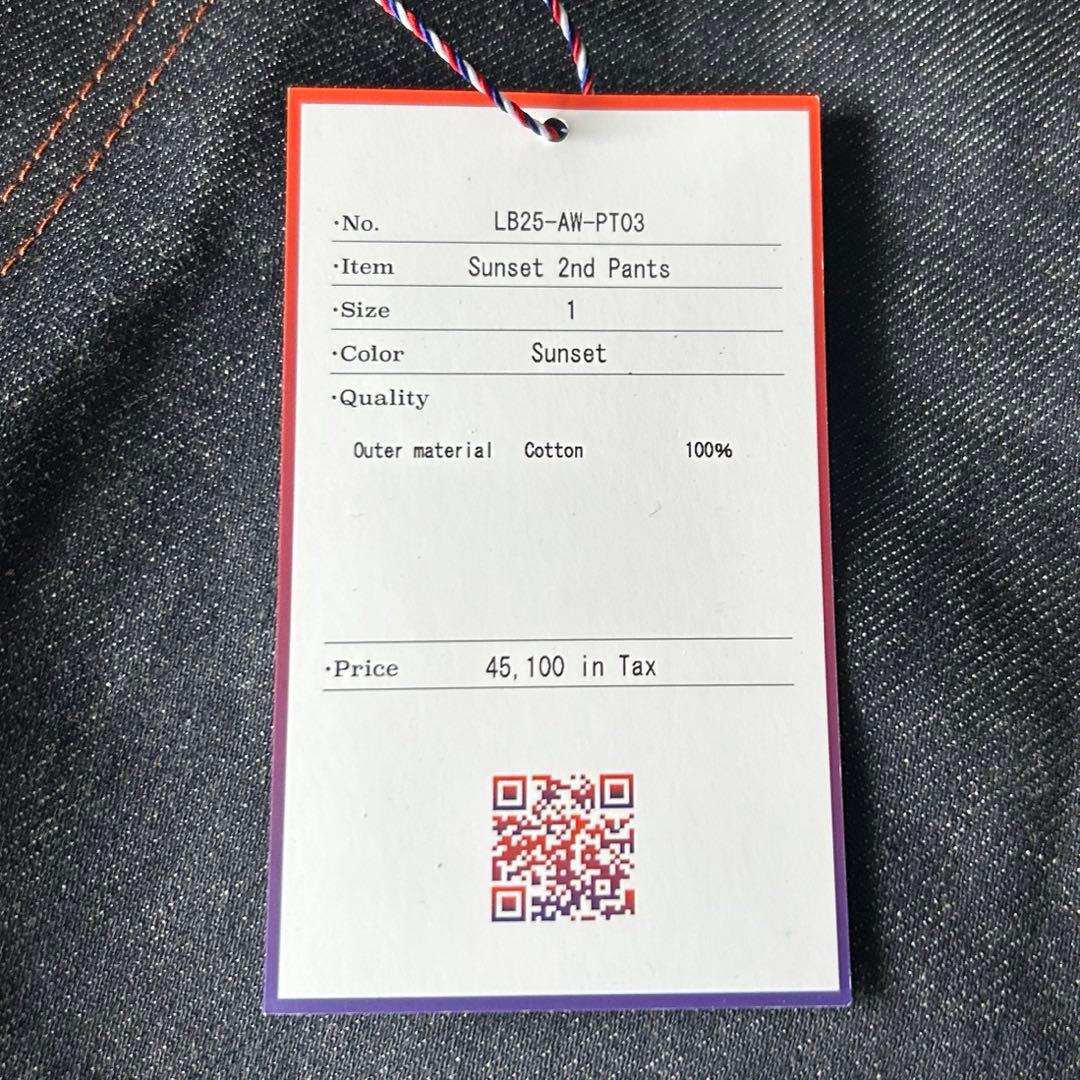 ・No. LB25-AW-PT03
・Item Sunset 2nd Pants
・Size 1
・Color Sunset
・Quality
Outer material Cotton 100%
・Price 45,100 in Tax